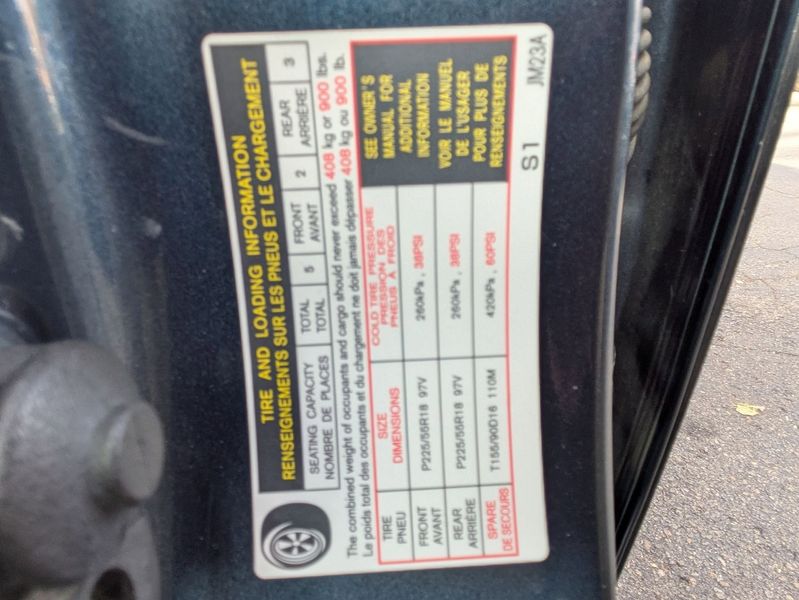 TIRE AND LOADING INFORMATION
RENSEIGNEMENTS SUR LES PNEUS ET LE CHARGEMENT
SEATING CAPACITY TOTAL 5 FRONT 2 REAR 3
NOMBRE DE PLACES TOTAL AVANT ARRIÈRE
The combined weight of occupants and cargo should never exceed 408 kg or 900 lbs.
Le poids total des occupants et du chargement ne doit jamais dépasser 408 kg ou 900 lb.
TIRE
PNEU
SIZE
DIMENSIONS
COLD TIRE PRESSURE
PRESSION DES
PNEUS À FROID
FRONT
AVANT
P225/55R18 97V
260kPa, 38PSI
REAR
ARRIÈRE
P225/55R18 97V
260kPa, 38PSI
SPARE
DE SECOURS
T155/90D16 110M
420kPa, 60PSI
SEE OWNER'S
MANUAL FOR
ADDITIONAL
INFORMATION
VOIR LE MANUEL
DE L'USAGER
POUR PLUS DE
RENSEIGNEMENTS
S1 JM23A